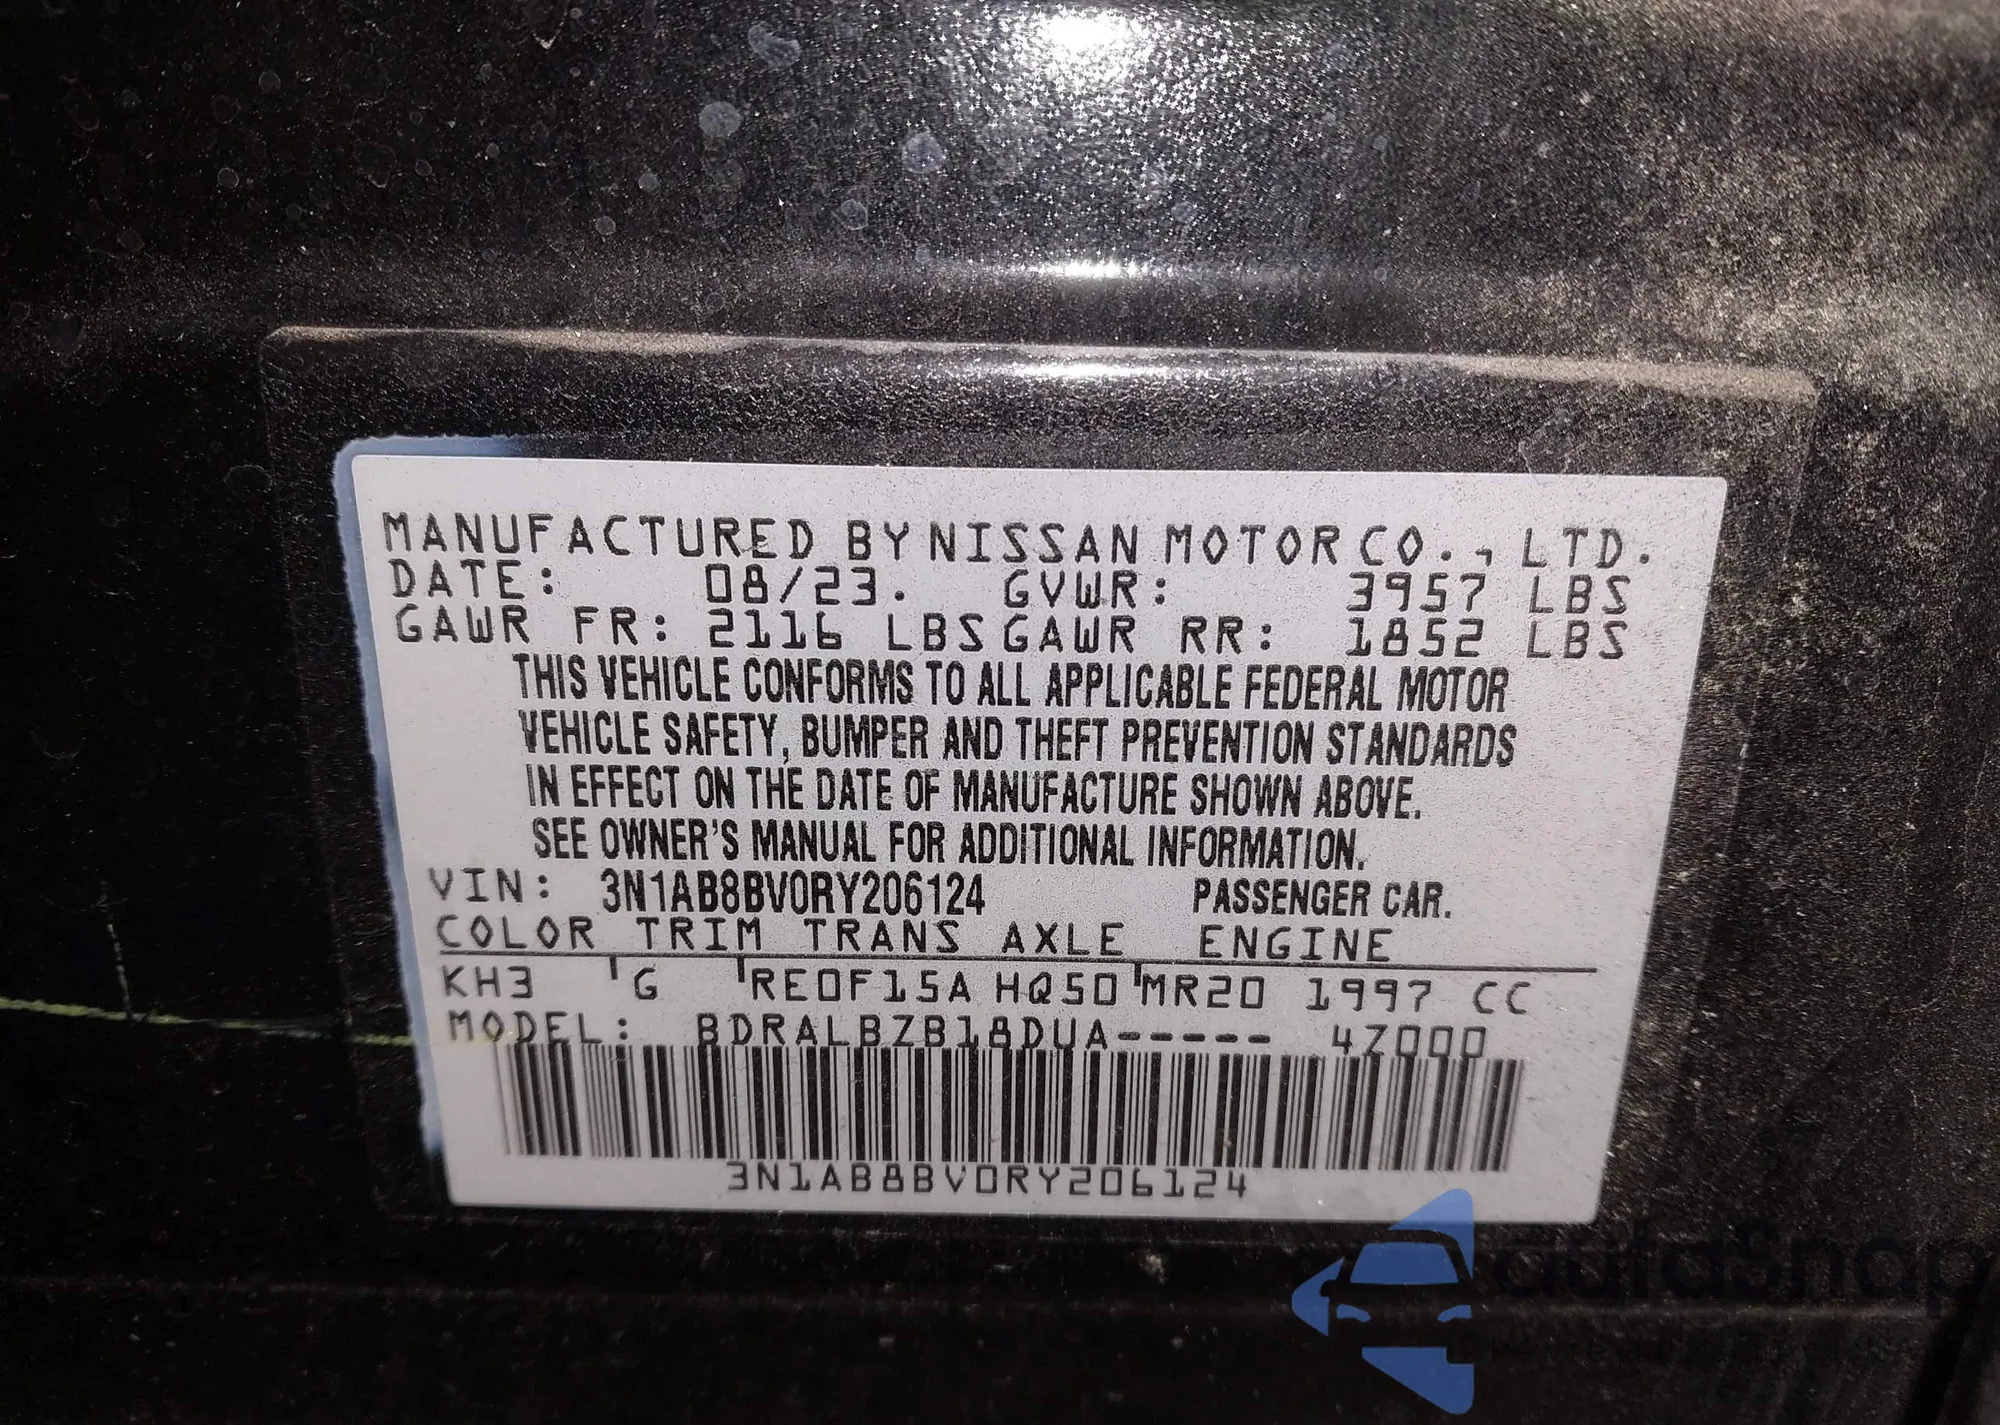 MANUFACTURED BY NISSAN MOTOR CO., LTD.
DATE: 08/23. GVWR: 3957 LBS
GAWR FR: 2116 LBS GAWR RR: 1852 LBS
THIS VEHICLE CONFORMS TO ALL APPLICABLE FEDERAL MOTOR
VEHICLE SAFETY, BUMPER AND THEFT PREVENTION STANDARDS
IN EFFECT ON THE DATE OF MANUFACTURE SHOWN ABOVE.
SEE OWNER'S MANUAL FOR ADDITIONAL INFORMATION.
VIN: 3N1AB8BV0RY206124 PASSENGER CAR.
COLOR TRIM TRANS AXLE ENGINE
KH3 G RE0F15A HQ50 MR20 1997 CC
MODEL: BDRALBZB18DUA----- 4Z000
3N1AB8BV0RY206124
autoSnap